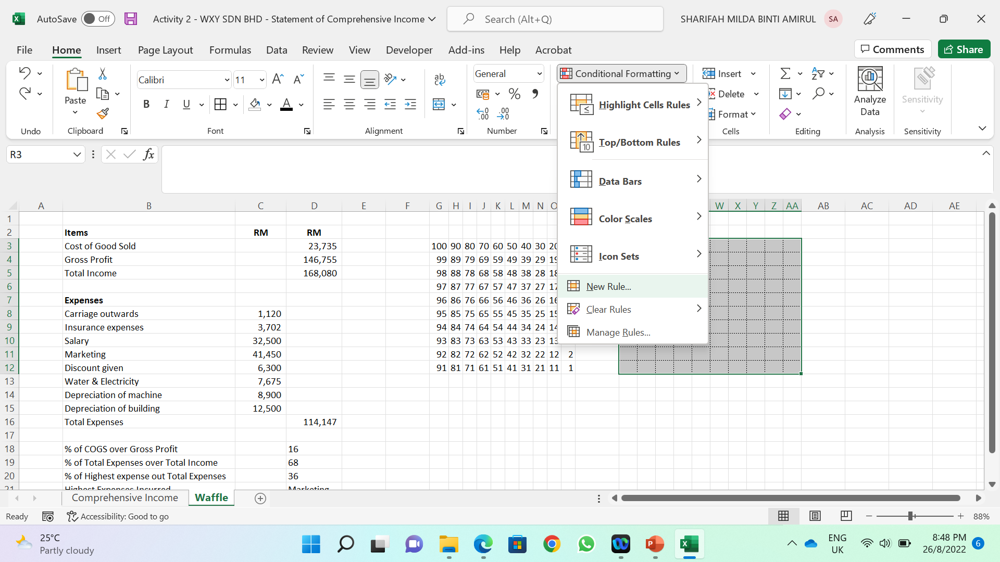 AutoSave Off Activity 2 - WXY SDN BHD - Statement of Comprehensive Income Search (Alt+Q) SHARIFAH MILDA BINTI AMIRUL SA
File Home Insert Page Layout Formulas Data Review View Developer Add-ins Help Acrobat Comments Share
Calibri 11 General Conditional Formatting Insert
Paste Delete Analyze Data Sensitivity
B I U Format
Undo Clipboard Font Alignment Number Cells Editing Analysis Sensitivity
Highlight Cells Rules
Top/Bottom Rules
Data Bars
Color Scales
Icon Sets
New Rule...
Clear Rules
Manage Rules...
R3 fx
A B C D E F G H I J K L M N O W X Y Z AA AB AC AD AE
1
2 Items RM RM
3 Cost of Good Sold 23,735 100 90 80 70 60 50 40 30 20
4 Gross Profit 146,755 99 89 79 69 59 49 39 29 19
5 Total Income 168,080 98 88 78 68 58 48 38 28 18
6 97 87 77 67 57 47 37 27 17
7 Expenses 96 86 76 66 56 46 36 26 16
8 Carriage outwards 1,120 95 85 75 65 55 45 35 25 15
9 Insurance expenses 3,702 94 84 74 64 54 44 34 24 14
10 Salary 32,500 93 83 73 63 53 43 33 23 13
11 Marketing 41,450 92 82 72 62 52 42 32 22 12 2
12 Discount given 6,300 91 81 71 61 51 41 31 21 11 1
13 Water & Electricity 7,675
14 Depreciation of machine 8,900
15 Depreciation of building 12,500
16 Total Expenses 114,147
17
18 % of COGS over Gross Profit 16
19 % of Total Expenses over Total Income 68
20 % of Highest expense out Total Expenses 36
21 Highest Expenses Incurred Marketing
Comprehensive Income Waffle
Ready Accessibility: Good to go 88%
25°C
Partly cloudy
ENG
UK
8:48 PM
26/8/2022
6